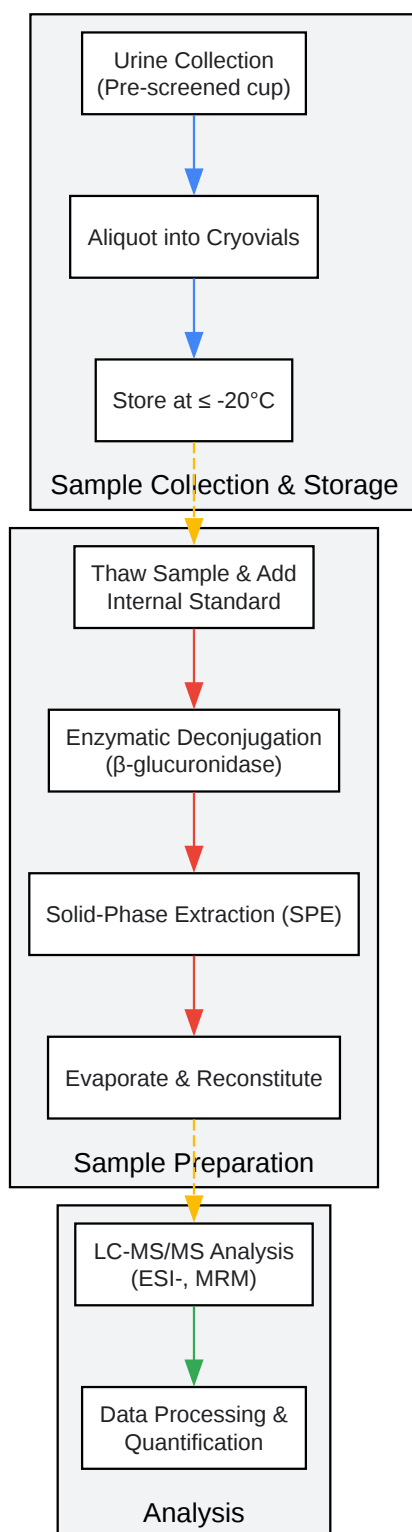 Urine Collection
(Pre-screened cup)
Aliquot into Cryovials
Store at ≤ -20°C
Sample Collection & Storage
Thaw Sample & Add
Internal Standard
Enzymatic Deconjugation
(β-glucuronidase)
Solid-Phase Extraction (SPE)
Evaporate & Reconstitute
Sample Preparation
LC-MS/MS Analysis
(ESI-, MRM)
Data Processing &
Quantification
Analysis